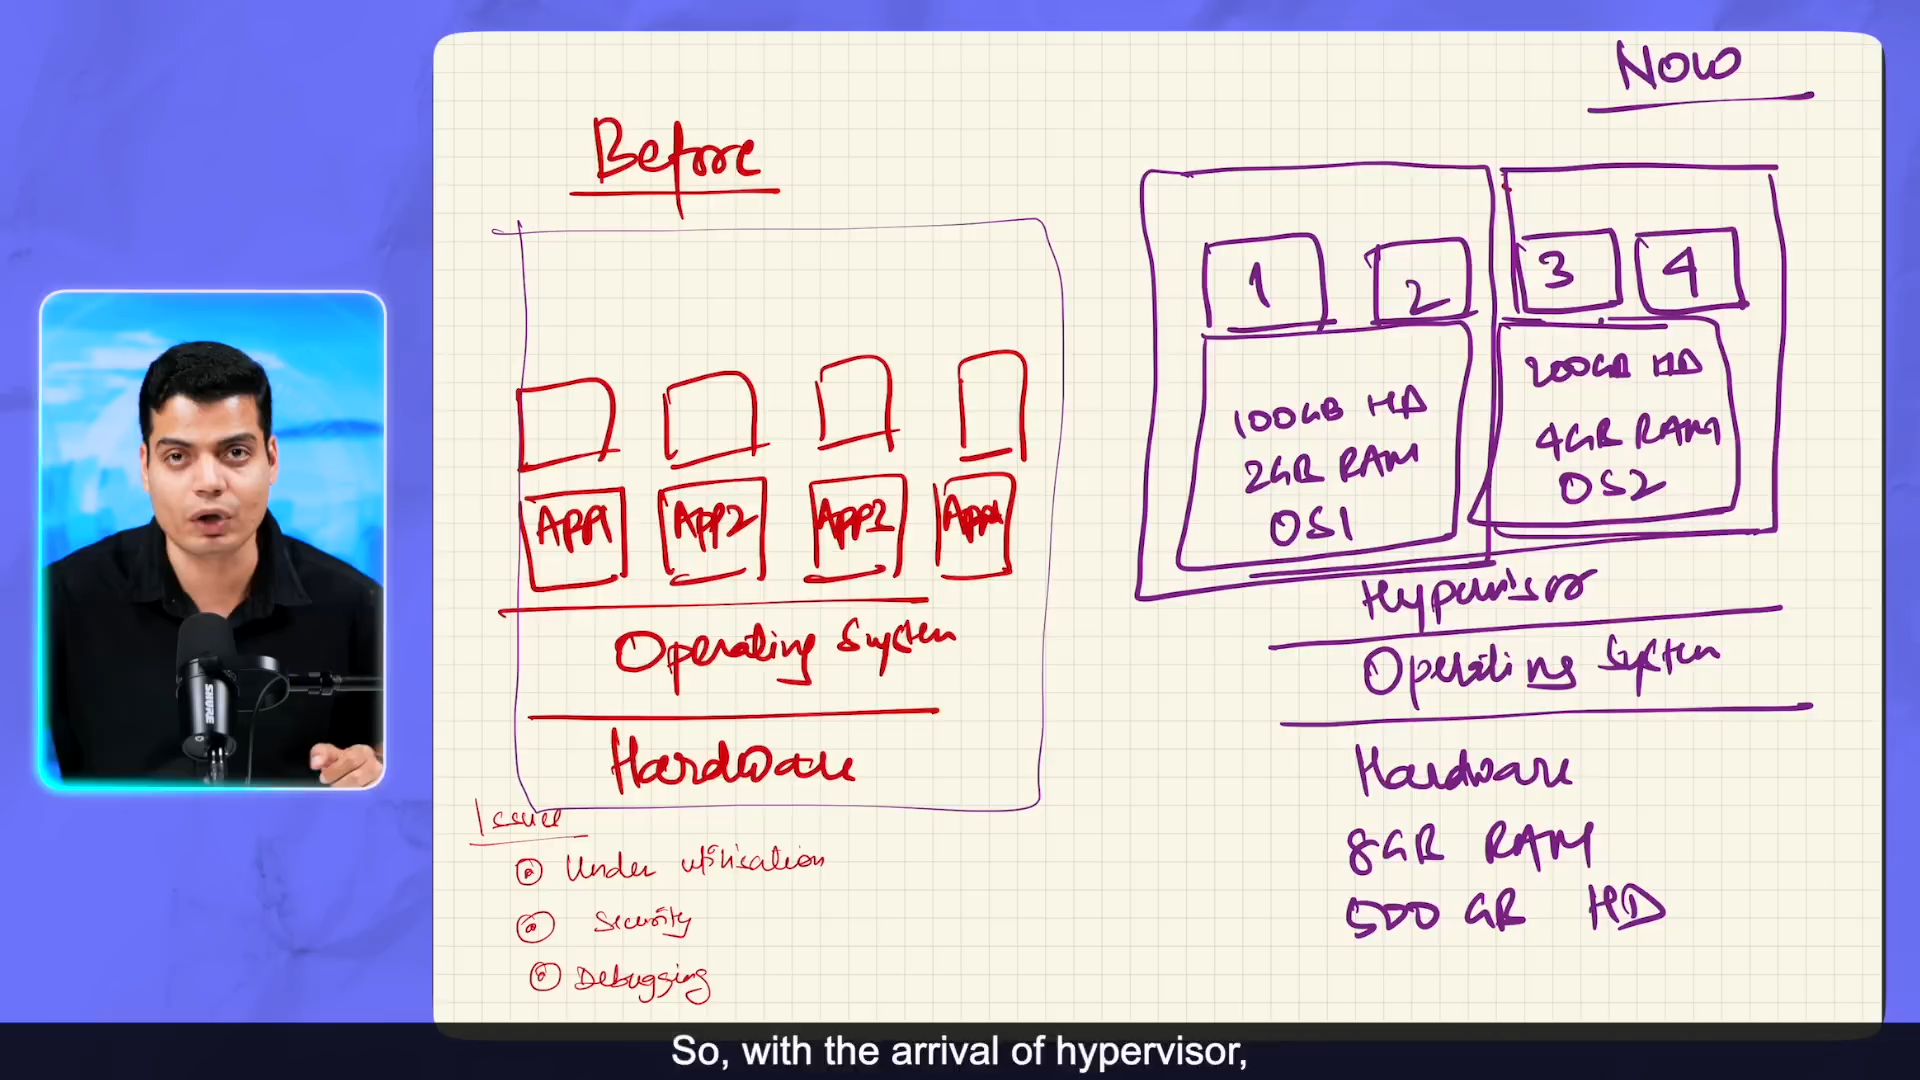 Now
Before
1
2
3
4
100GB HD
2GB RAM
OS1
200GB HD
4GB RAM
OS2
App1
App2
App3
App4
Hypervisor
Operating System
Operating System
Hardware
Hardware
8GB RAM
500 GB HD
Issue
Under utilisation
Security
Debugging
SHURE
So, with the arrival of hypervisor,